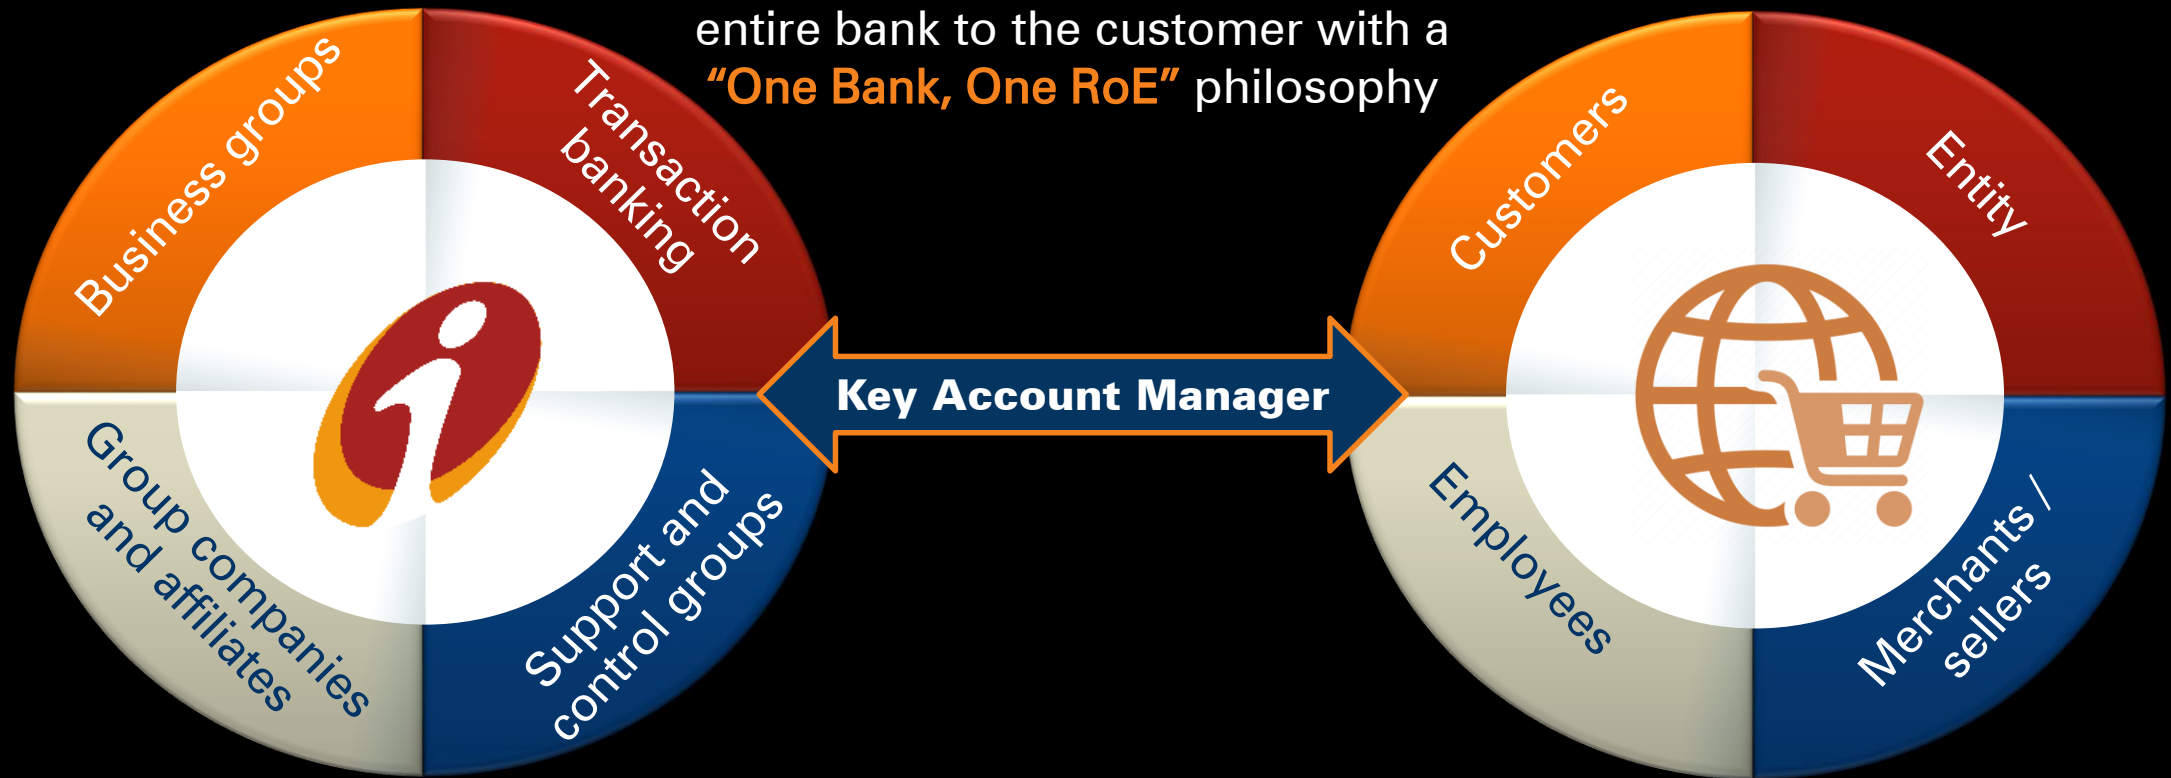 entire bank to the customer with a
“One Bank, One RoE” philosophy
Business groups
Transaction
banking
Group companies
and affiliates
Support and
control groups
Key Account Manager
Customers
Entity
Employees
Merchants /
sellers